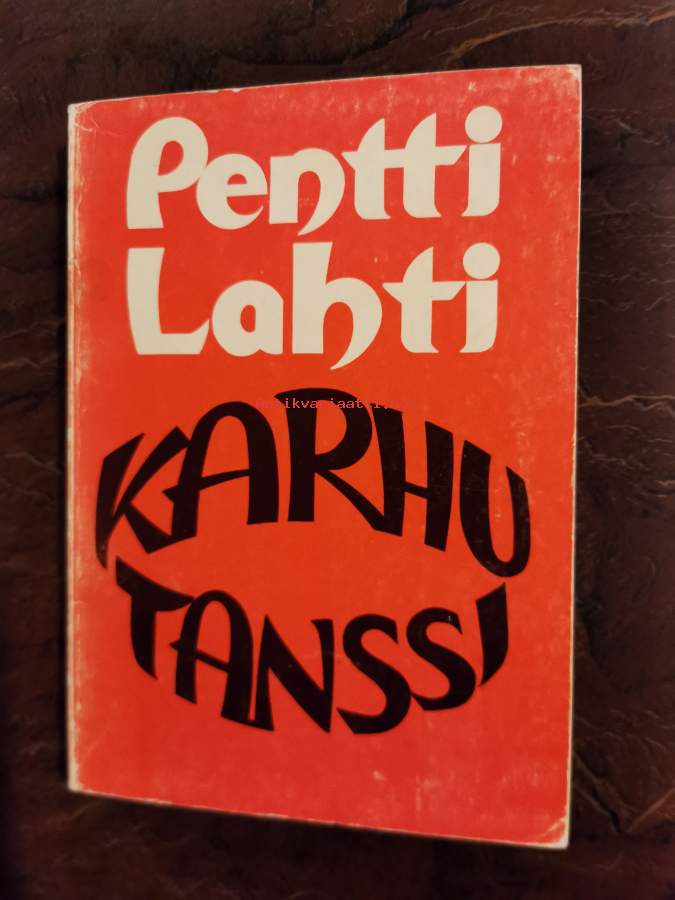 Pentti
Lahti
KARHU
TANSSI